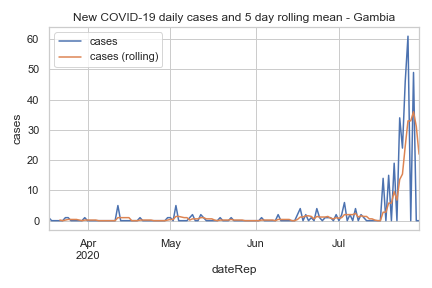 New COVID-19 daily cases and 5 day rolling mean - Gambia
cases
cases (rolling)
60
50
40
30
20
10
0
cases
Apr May Jun Jul
2020
dateRep